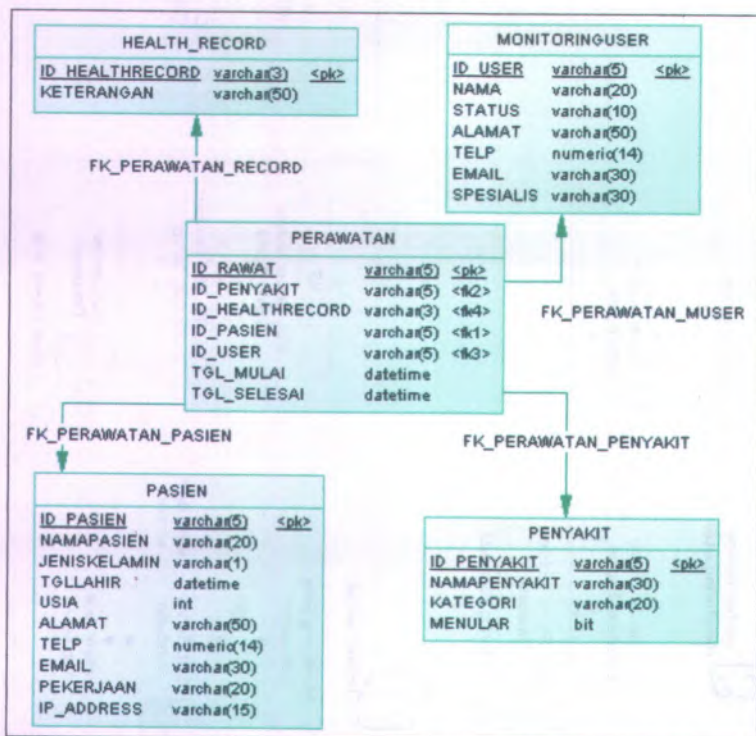 HEALTH_RECORD
ID_HEALTHRECORD varchar(3) <pk>
KETERANGAN varchar(50)
MONITORINGUSER
ID_USER varchar(5) <pk>
NAMA varchar(20)
STATUS varchar(10)
ALAMAT varchar(50)
TELP numeric(14)
EMAIL varchar(30)
SPESIALIS varchar(30)
FK_PERAWATAN_RECORD
PERAWATAN
ID_RAWAT varchar(5) <pk>
ID_PENYAKIT varchar(5) <fk2>
ID_HEALTHRECORD varchar(3) <fk4>
ID_PASIEN varchar(5) <fk1>
ID_USER varchar(5) <fk3>
TGL_MULAI datetime
TGL_SELESAI datetime
FK_PERAWATAN_MUSER
FK_PERAWATAN_PASIEN
FK_PERAWATAN_PENYAKIT
PASIEN
ID_PASIEN varchar(5) <pk>
NAMAPASIEN varchar(20)
JENISKELAMIN varchar(1)
TGLLAHIR datetime
USIA int
ALAMAT varchar(50)
TELP numeric(14)
EMAIL varchar(30)
PEKERJAAN varchar(20)
IP_ADDRESS varchar(15)
PENYAKIT
ID_PENYAKIT varchar(5) <pk>
NAMAPENYAKIT varchar(30)
KATEGORI varchar(20)
MENULAR bit